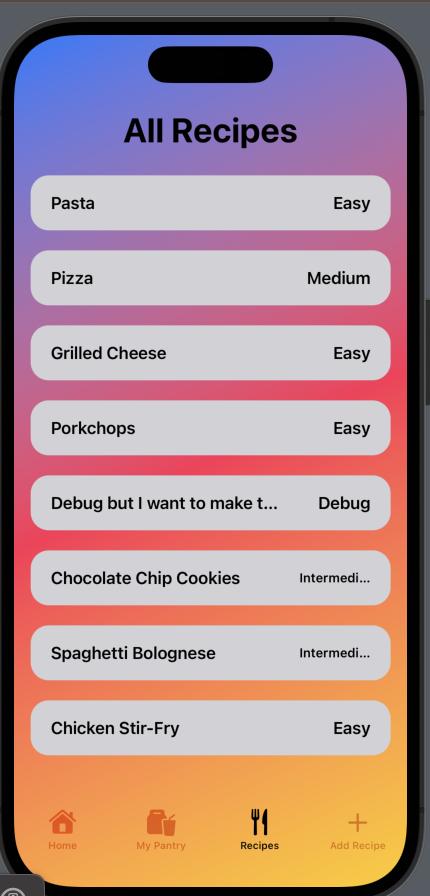 All Recipes
Pasta Easy
Pizza Medium
Grilled Cheese Easy
Porkchops Easy
Debug but I want to make t... Debug
Chocolate Chip Cookies Intermedi...
Spaghetti Bolognese Intermedi...
Chicken Stir-Fry Easy
Home My Pantry Recipes Add Recipe